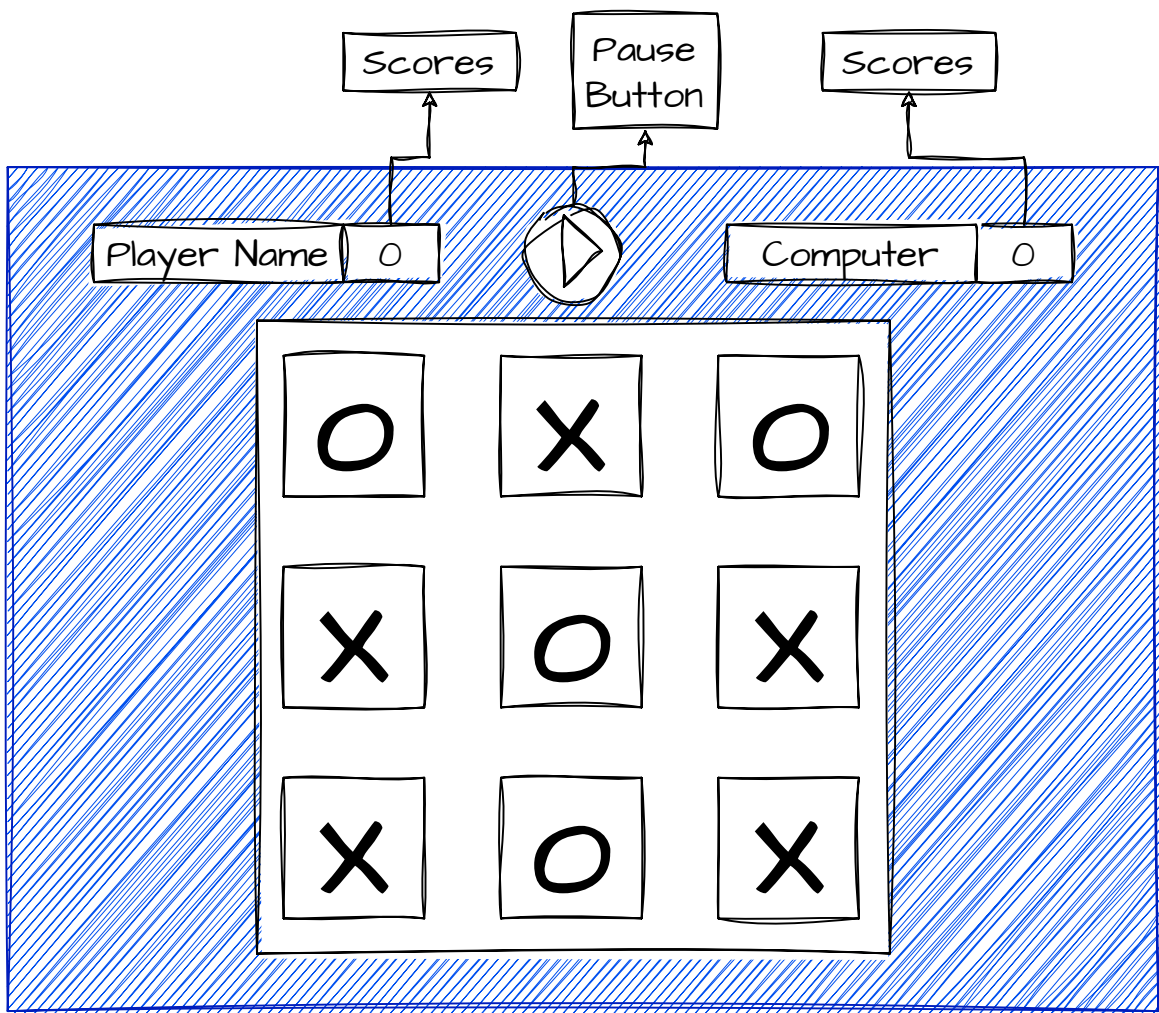 Scores
Pause
Button
Scores
Player Name 0
Computer 0
O X O
X O X
X O X